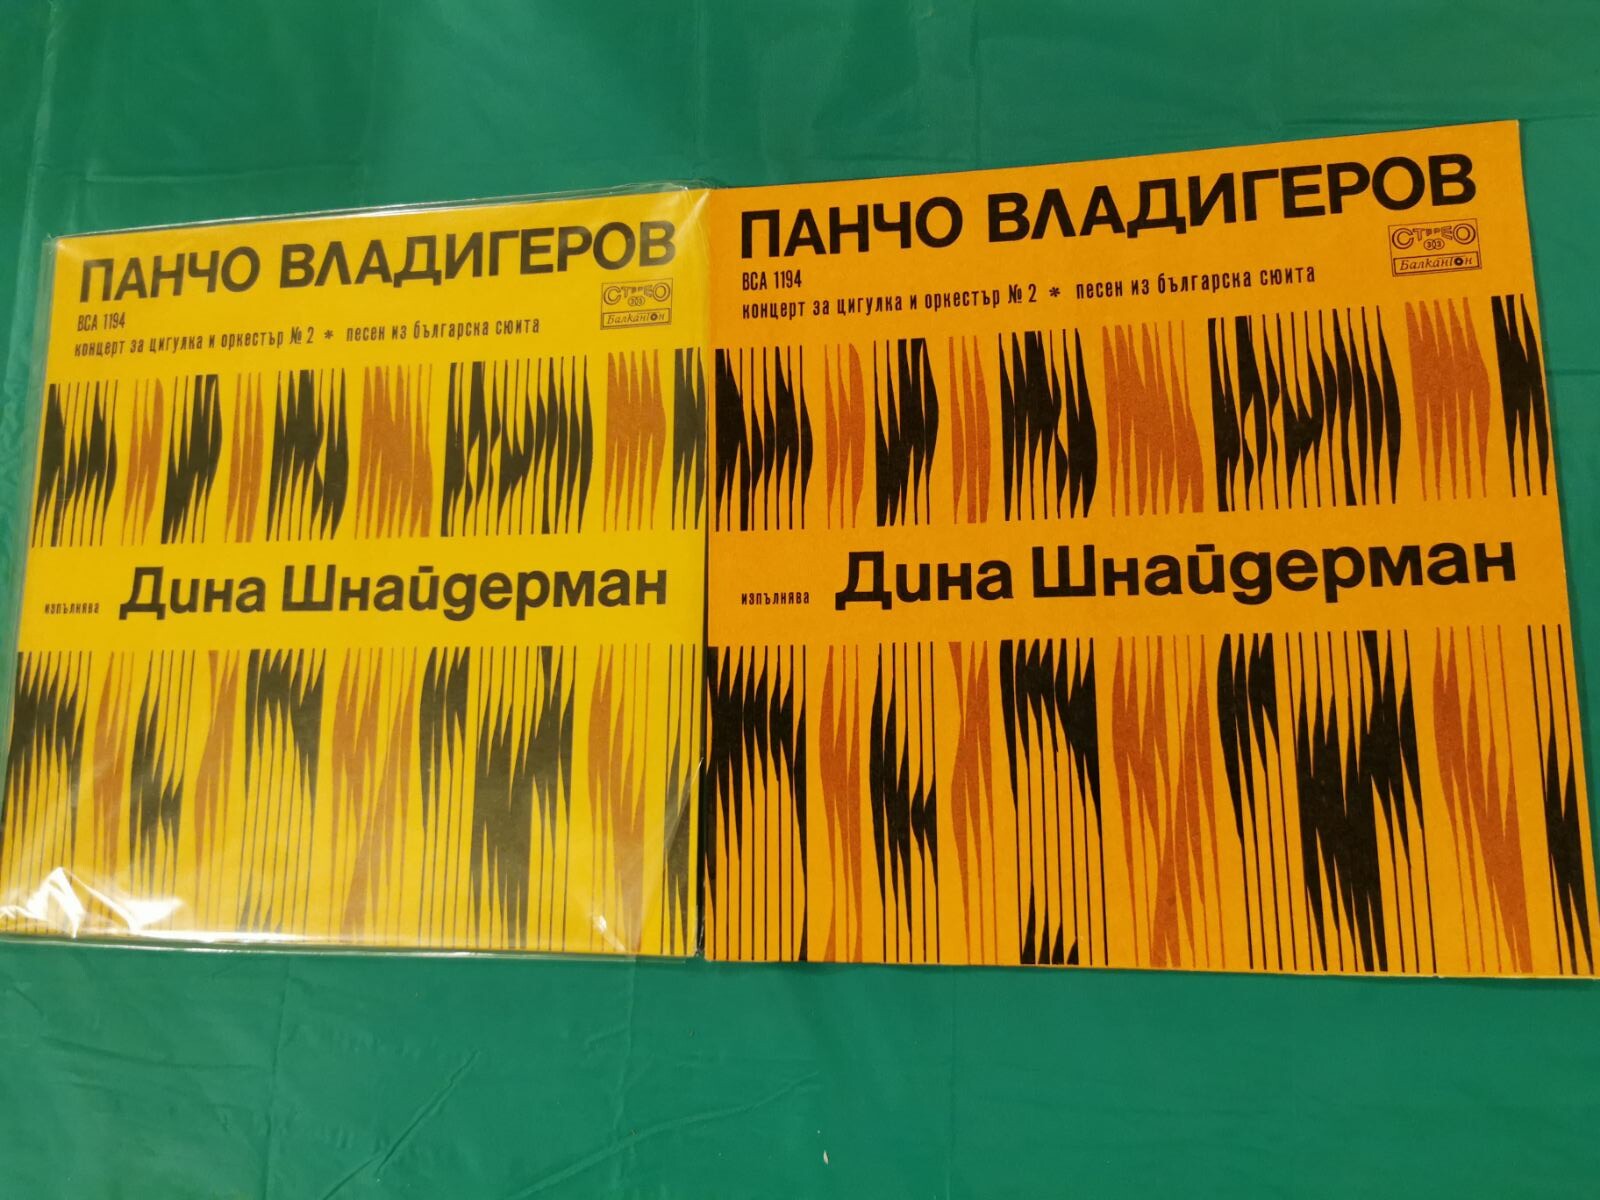 ПАНЧО ВЛАДИГЕРОВ
ВСА 1194
концерт за цигулка и оркестър № 2 * песен из българска сюита
СТЕРЕО
33
Балкантон
изпълнява Дина Шнайдерман
ПАНЧО ВЛАДИГЕРОВ
ВСА 1194
концерт за цигулка и оркестър № 2 * песен из българска сюита
СТЕРЕО
33
Балкантон
изпълнява Дина Шнайдерман